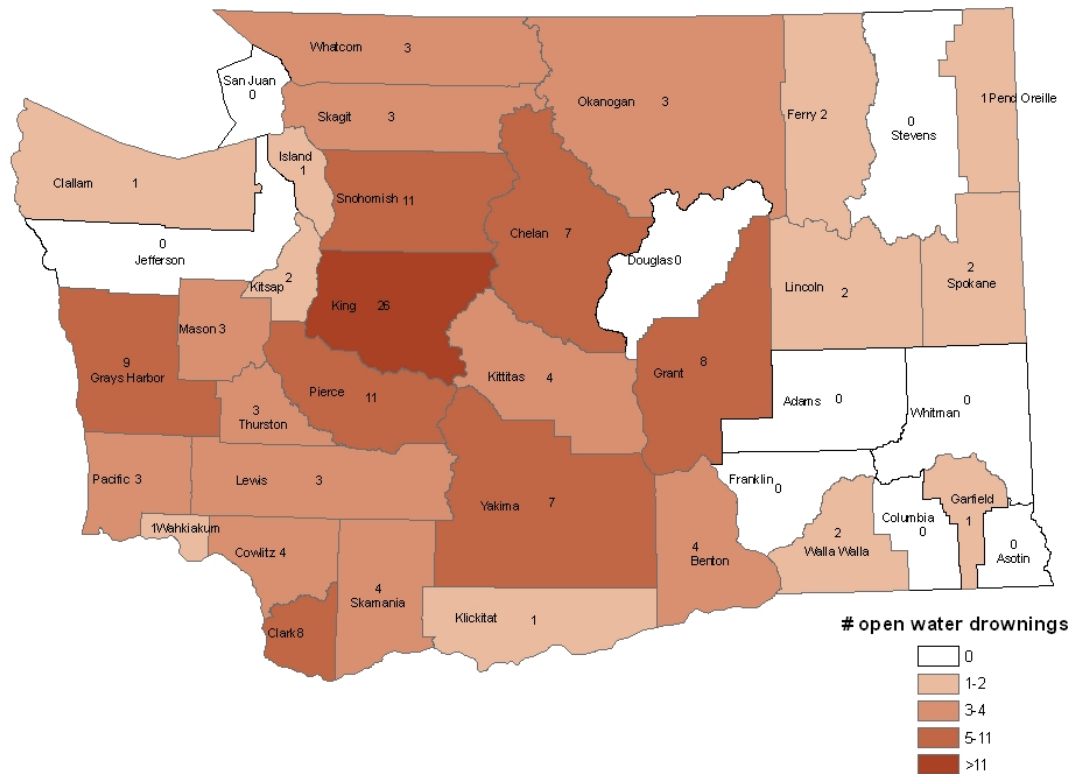 Whatcom 3
San Juan
0
Skagit 3
Okanogan 3
Ferry 2
0
Stevens
1 Pend Oreille
Island
1
Clallam 1
Snohomish 11
Chelan 7
0
Jefferson
Kitsap 2
Douglas 0
Lincoln 2
2
Spokane
King 26
Mason 3
9
Grays Harbor
Pierce 11
Kittitas 4
Grant 8
Adams 0
Whitman 0
3
Thurston
Pacific 3
Lewis 3
Yakima 7
Franklin
0
Garfield
1
Columbia
0
1 Wahkiakum
Cowlitz 4
4
Skamania
4
Benton
2
Walla Walla
0
Asotin
Clark 8
Klickitat 1
# open water drownings
0
1-2
3-4
5-11
>11